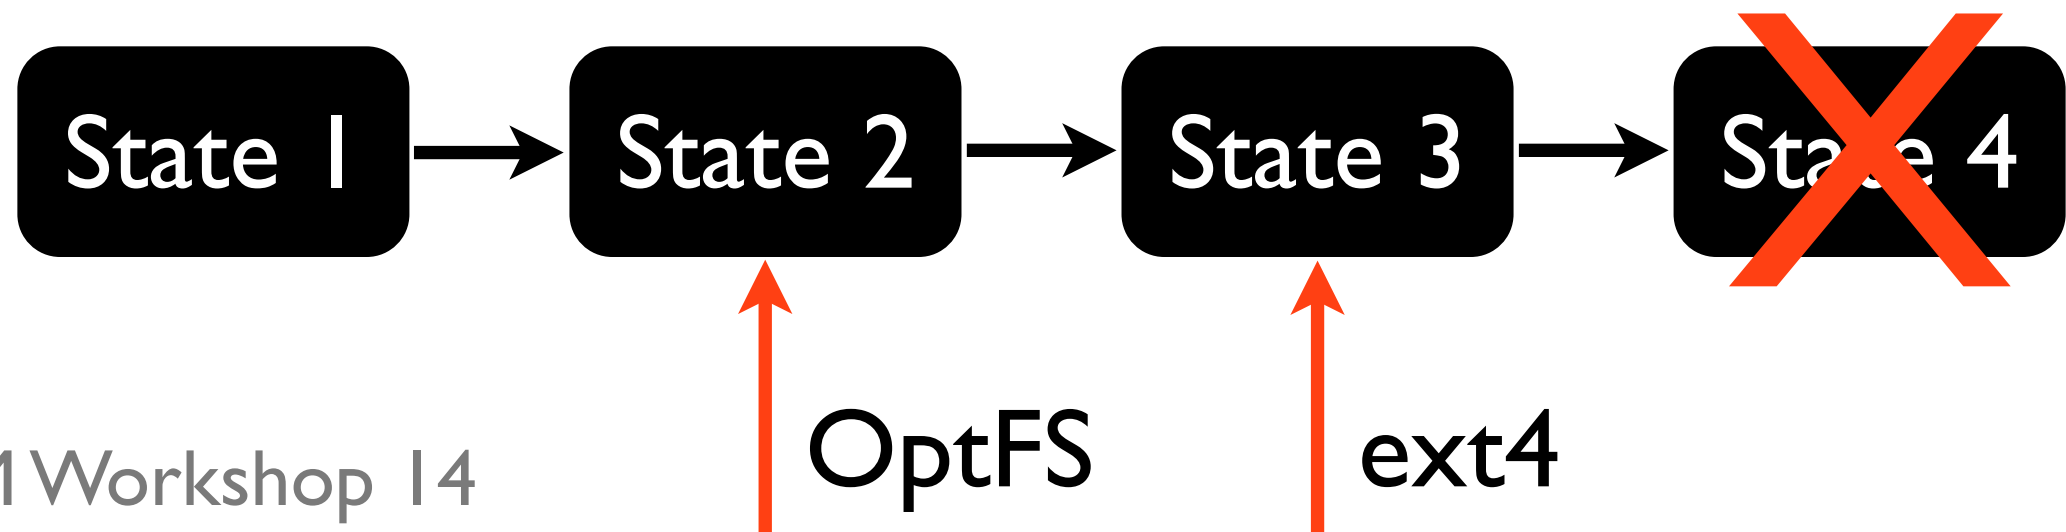 State 1
State 2
State 3
State 4
OptFS
ext4
Workshop 14